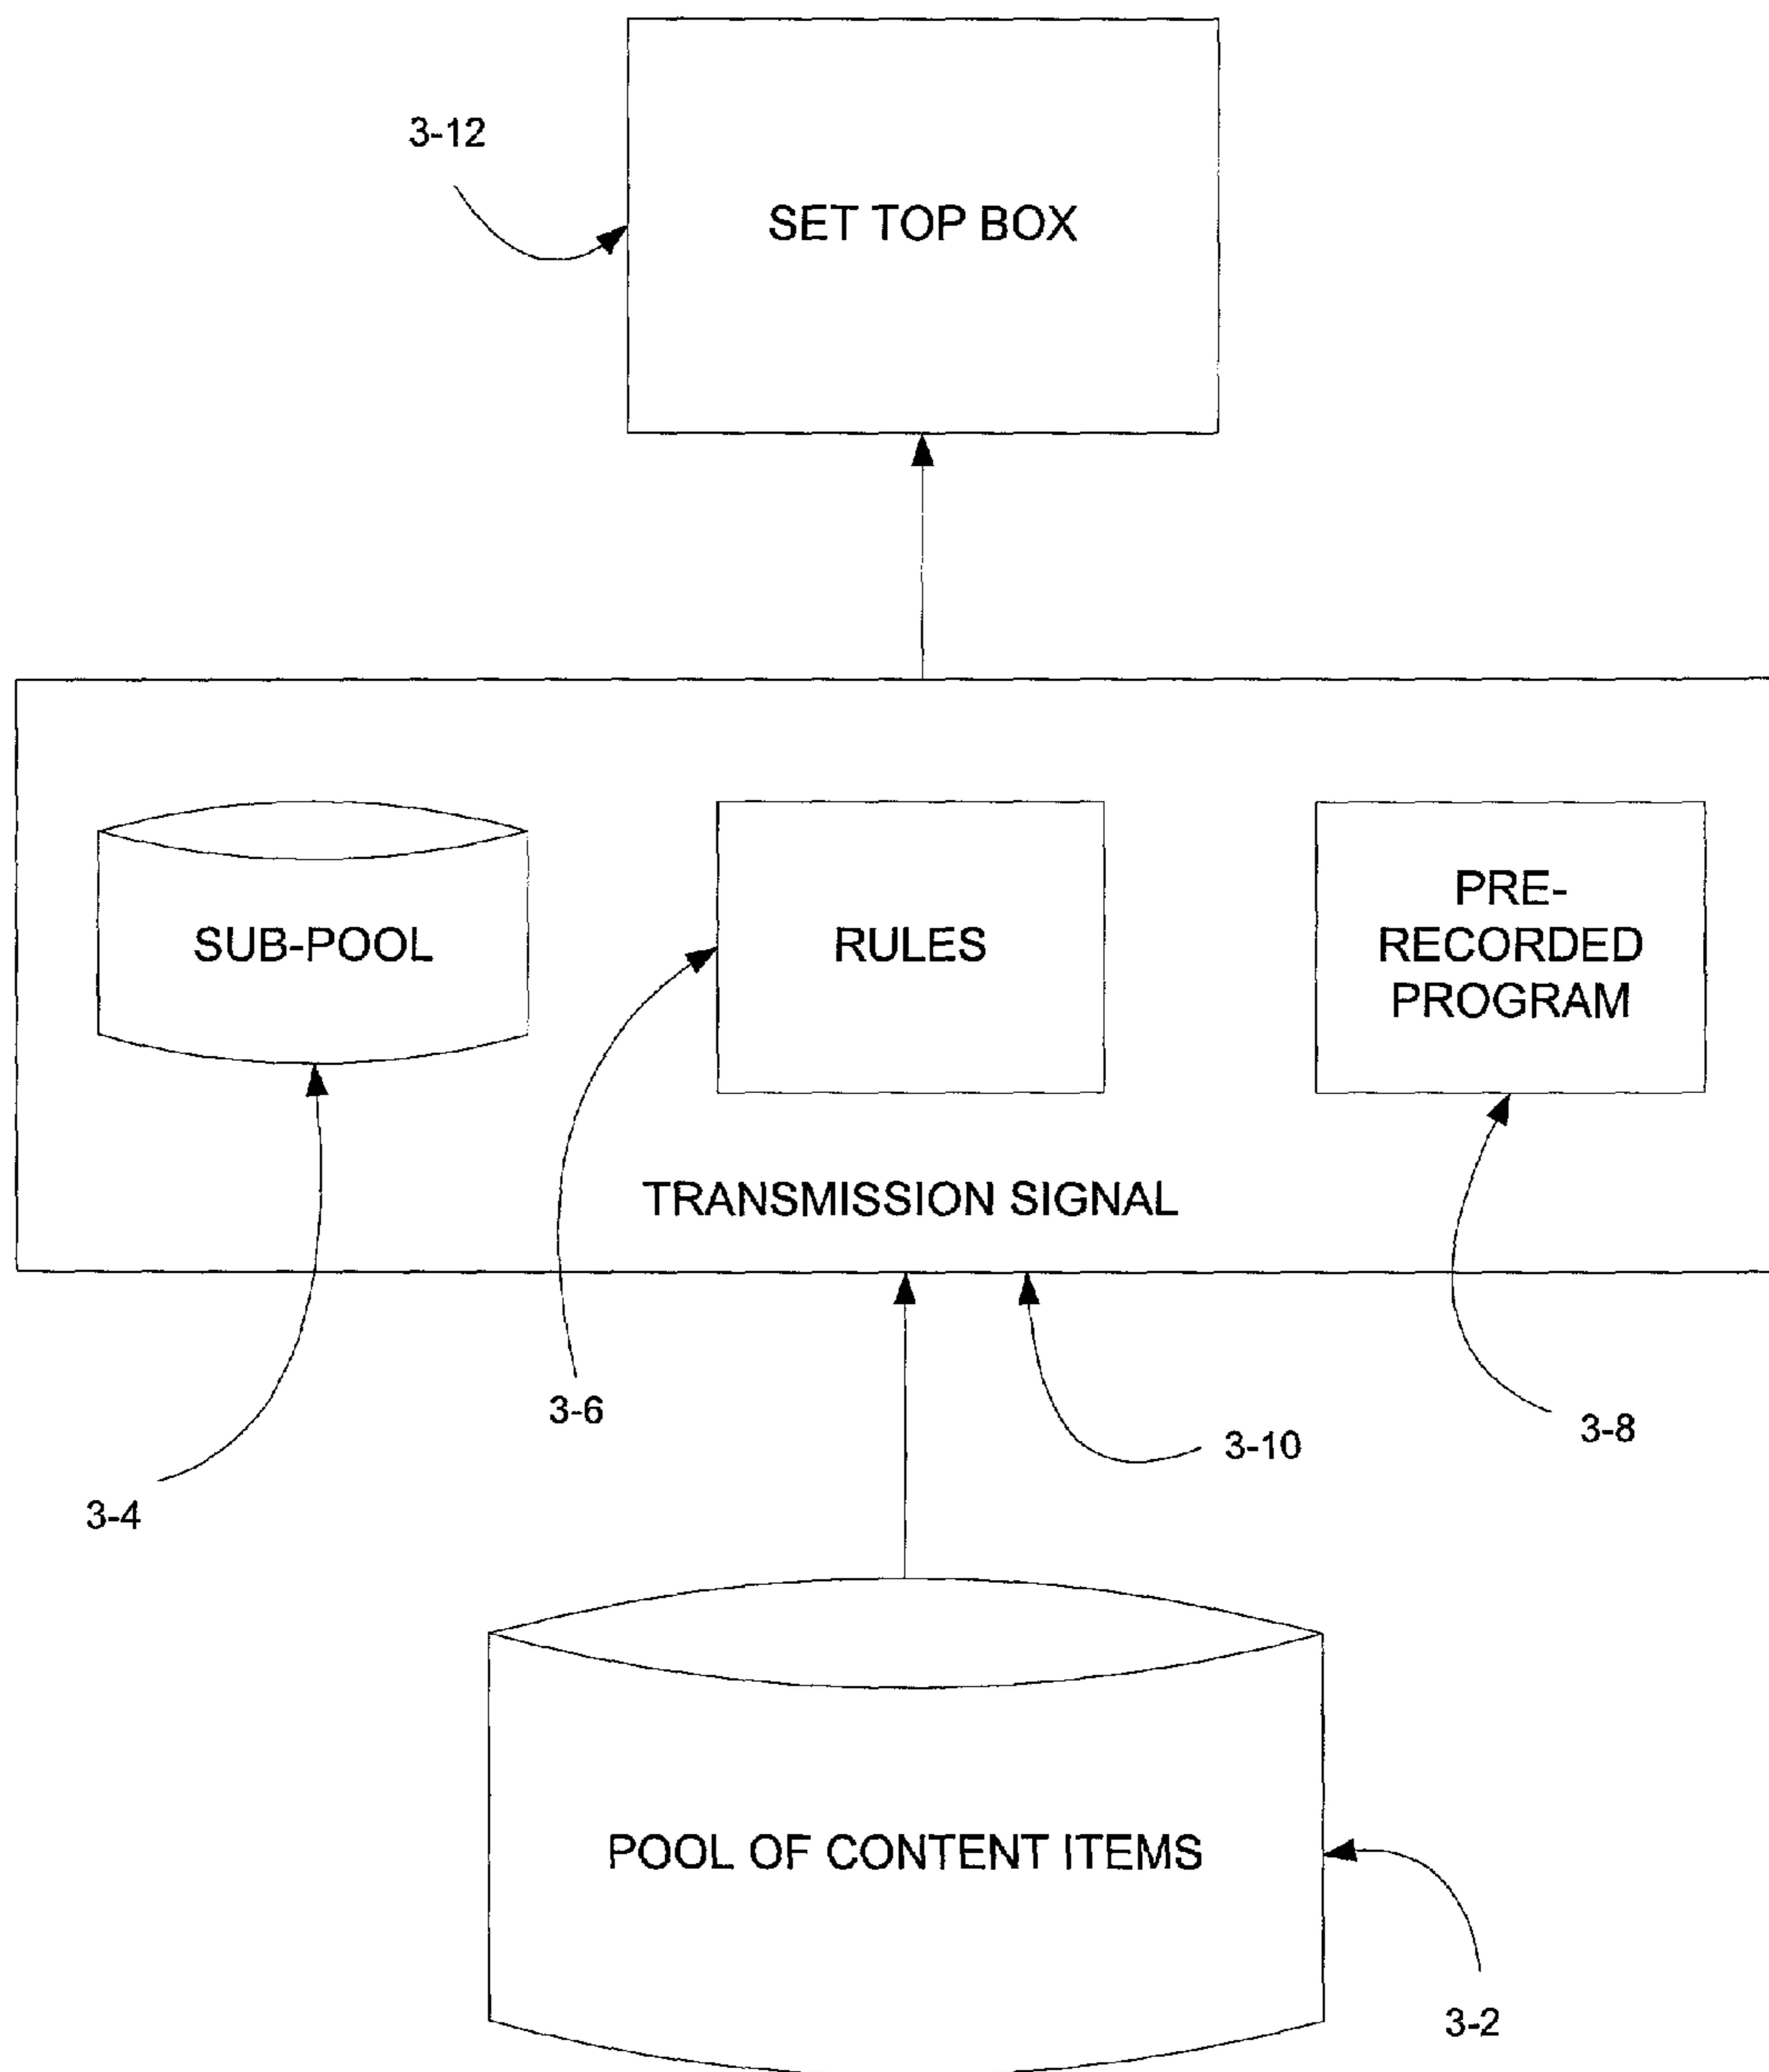 3-12
SET TOP BOX
SUB-POOL
RULES
PRE-
RECORDED
PROGRAM
TRANSMISSION SIGNAL
3-6
3-8
3-10
3-4
POOL OF CONTENT ITEMS
3-2